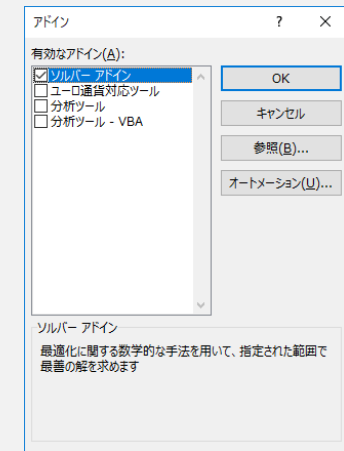 アドイン ? ×
有効なアドイン(A):
ソルバー アドイン
ユーロ通貨対応ツール
分析ツール
分析ツール - VBA
OK
キャンセル
参照(B)...
オートメーション(U)...
ソルバー アドイン
最適化に関する数学的な手法を用いて、指定された範囲で
最善の解を求めます